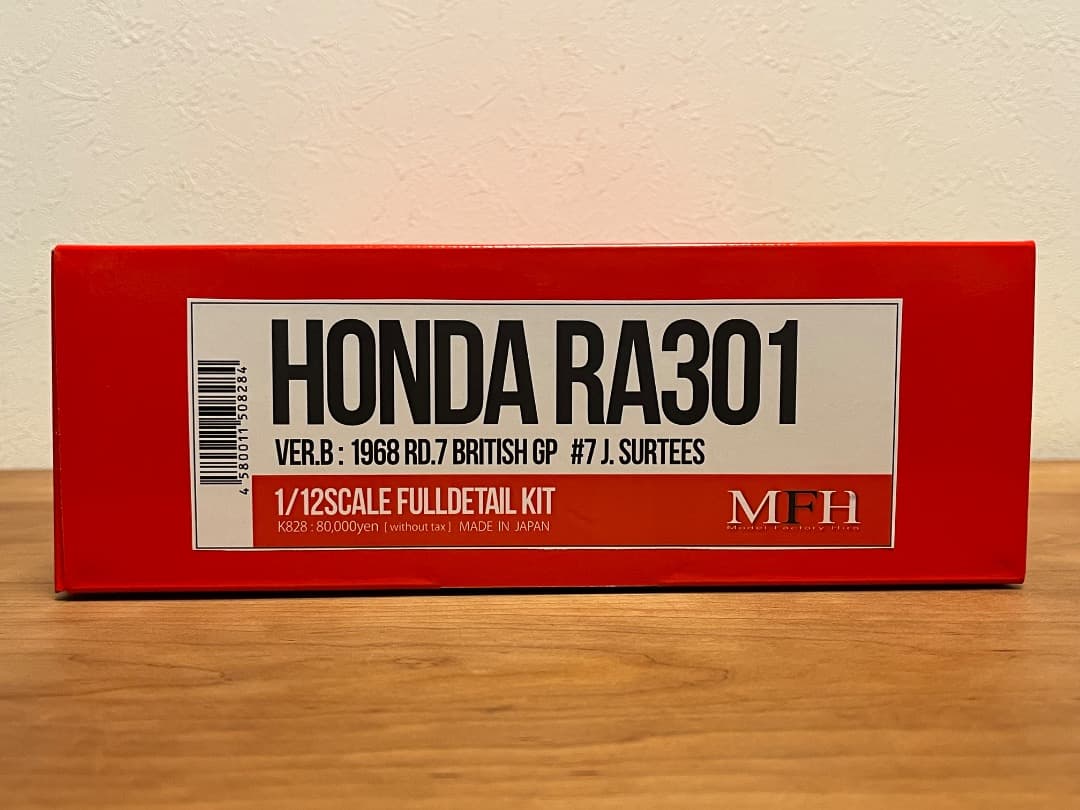 HONDA RA301
VER.B : 1968 RD.7 BRITISH GP #7 J. SURTEES
1/12SCALE FULLDETAIL KIT
K828 : 80,000yen [ without tax ] MADE IN JAPAN
MFH
Model Factory Hiro
4 580011 508284